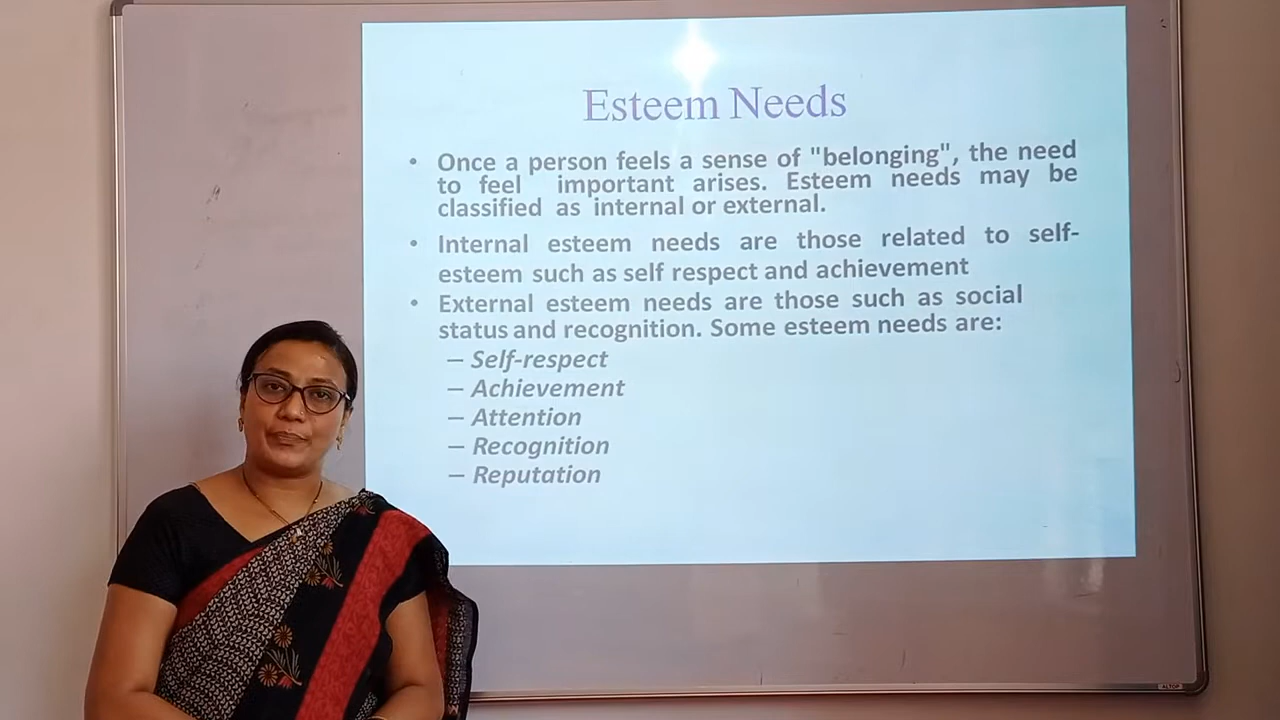 Esteem Needs
• Once a person feels a sense of "belonging", the need
to feel important arises. Esteem needs may be
classified as internal or external.
• Internal esteem needs are those related to self-
esteem such as self respect and achievement
• External esteem needs are those such as social
status and recognition. Some esteem needs are:
– Self-respect
– Achievement
– Attention
– Recognition
– Reputation
ALTOP